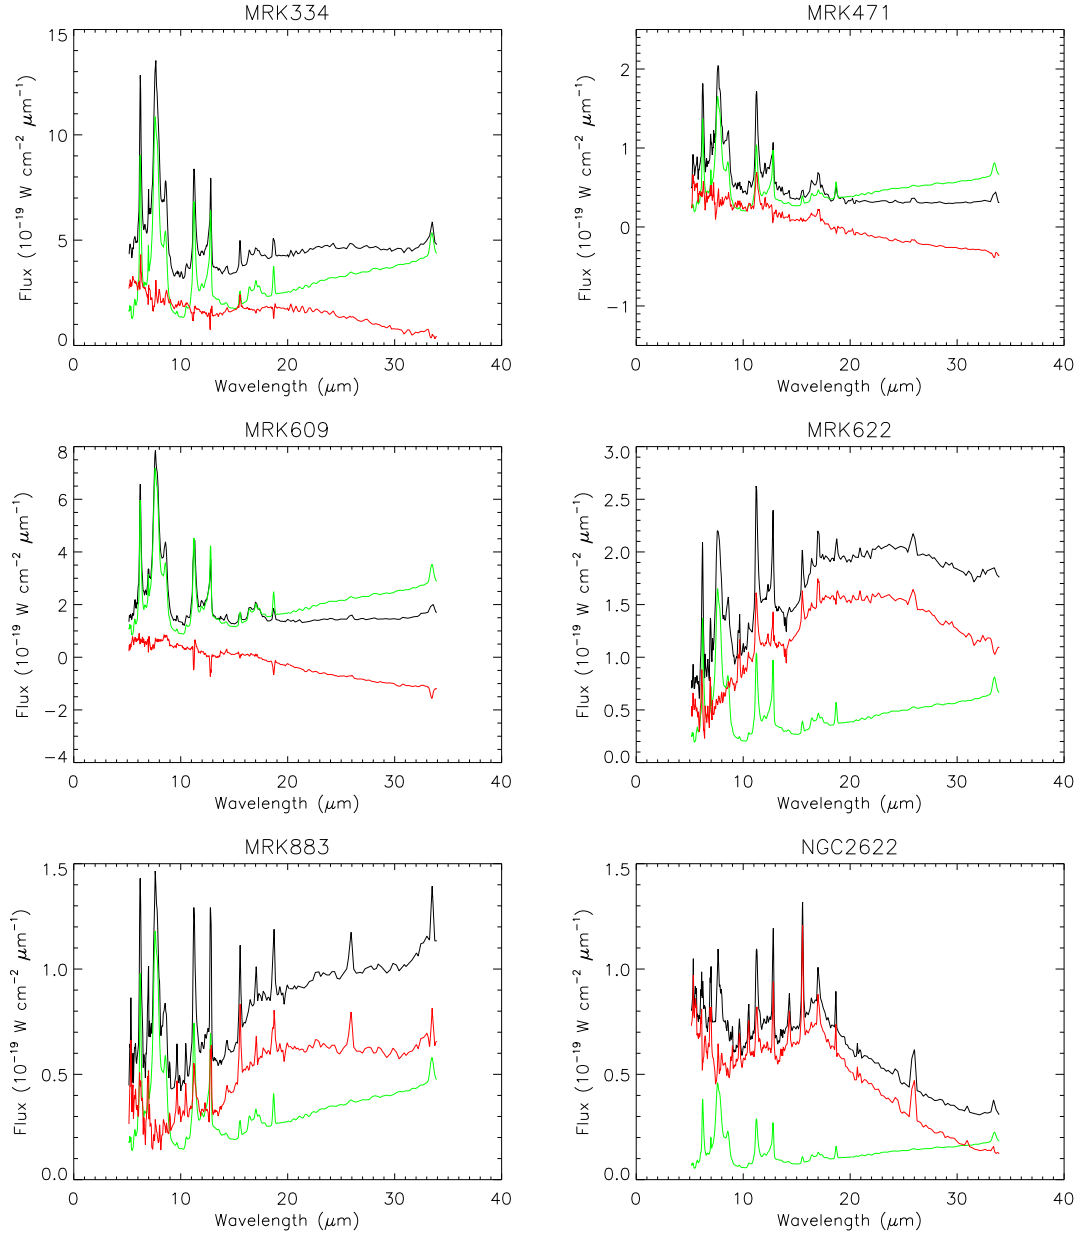 MRK334
Flux (10⁻¹⁹ W cm⁻² μm⁻¹)
15
10
5
0
0 10 20 30 40
Wavelength (μm)
MRK471
Flux (10⁻¹⁹ W cm⁻² μm⁻¹)
2
1
0
−1
0 10 20 30 40
Wavelength (μm)
MRK609
Flux (10⁻¹⁹ W cm⁻² μm⁻¹)
8
6
4
2
0
−2
−4
0 10 20 30 40
Wavelength (μm)
MRK622
Flux (10⁻¹⁹ W cm⁻² μm⁻¹)
3.0
2.5
2.0
1.5
1.0
0.5
0.0
0 10 20 30 40
Wavelength (μm)
MRK883
Flux (10⁻¹⁹ W cm⁻² μm⁻¹)
1.5
1.0
0.5
0.0
0 10 20 30 40
Wavelength (μm)
NGC2622
Flux (10⁻¹⁹ W cm⁻² μm⁻¹)
1.5
1.0
0.5
0.0
0 10 20 30 40
Wavelength (μm)